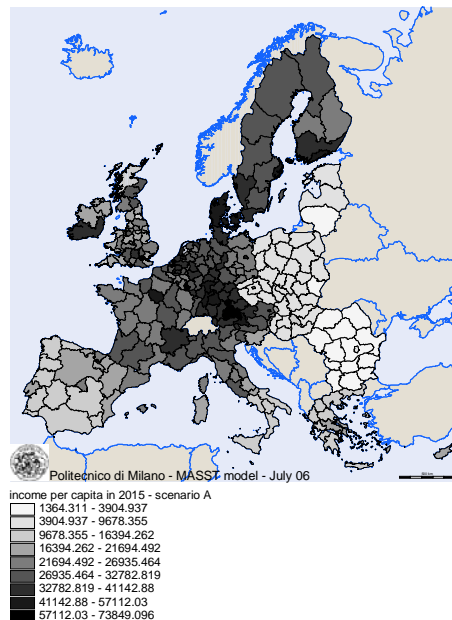 Politecnico di Milano - MASST model - July 06
income per capita in 2015 - scenario A
1364.311 - 3904.937
3904.937 - 9678.355
9678.355 - 16394.262
16394.262 - 21694.492
21694.492 - 26935.464
26935.464 - 32782.819
32782.819 - 41142.88
41142.88 - 57112.03
57112.03 - 73849.096